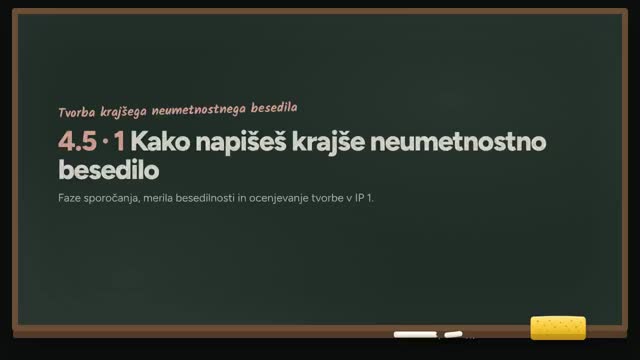 Tvorba krajšega neumetnostnega besedila
4.5 · 1 Kako napišeš krajše neumetnostno
besedilo
Faze sporočanja, merila besedilnosti in ocenjevanje tvorbe v IP 1.